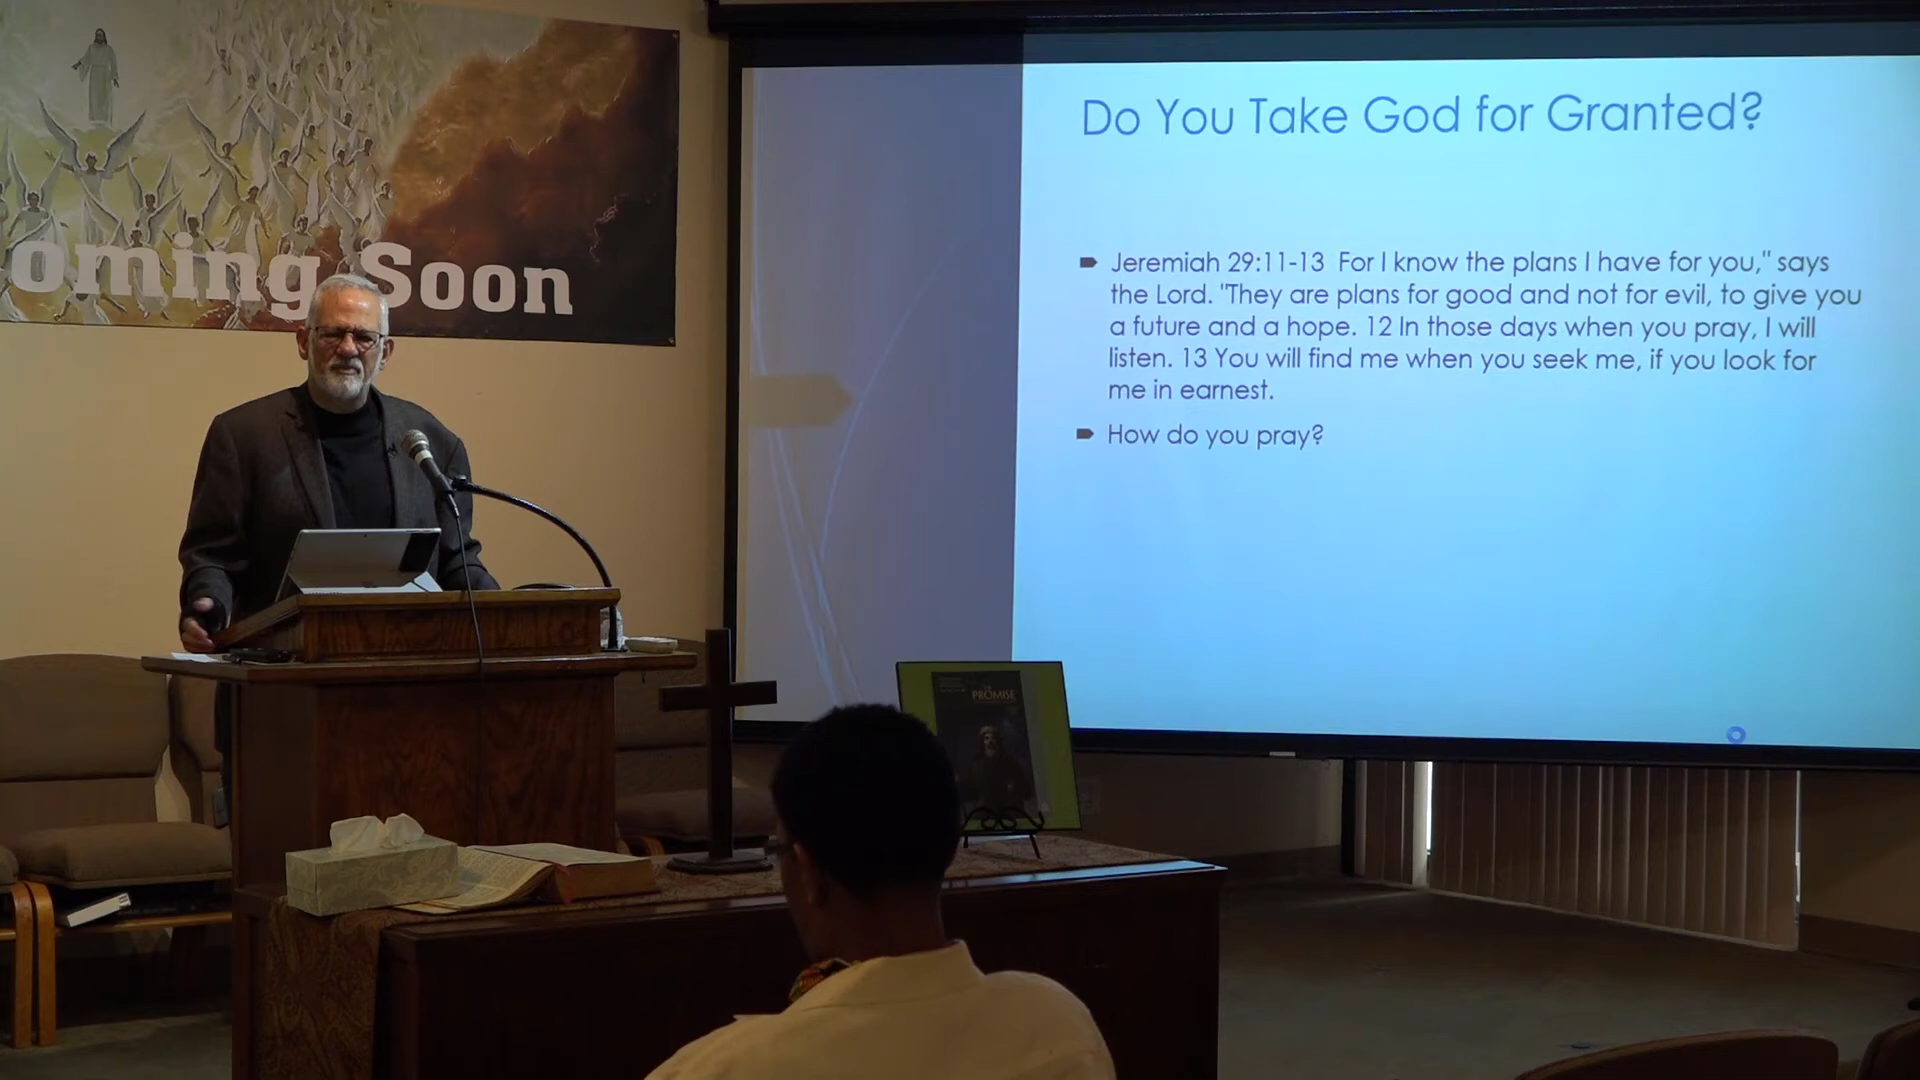 oming Soon
Do You Take God for Granted?
Jeremiah 29:11-13 For I know the plans I have for you," says
the Lord. "They are plans for good and not for evil, to give you
a future and a hope. 12 In those days when you pray, I will
listen. 13 You will find me when you seek me, if you look for
me in earnest.
How do you pray?
PROMISE